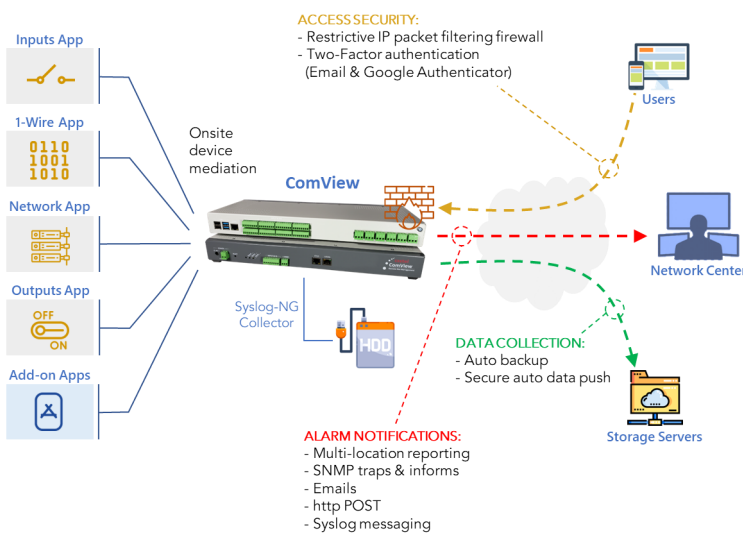 ACCESS SECURITY:
- Restrictive IP packet filtering firewall
- Two-Factor authentication
(Email & Google Authenticator)
Users
Inputs App
1-Wire App
0110
1001
1010
Network App
Outputs App
OFF
ON
Add-on Apps
Onsite
device
mediation
ComView
ComView
Syslog-NG
Collector
HDD
Network Center
DATA COLLECTION:
- Auto backup
- Secure auto data push
Storage Servers
ALARM NOTIFICATIONS:
- Multi-location reporting
- SNMP traps & informs
- Emails
- http POST
- Syslog messaging